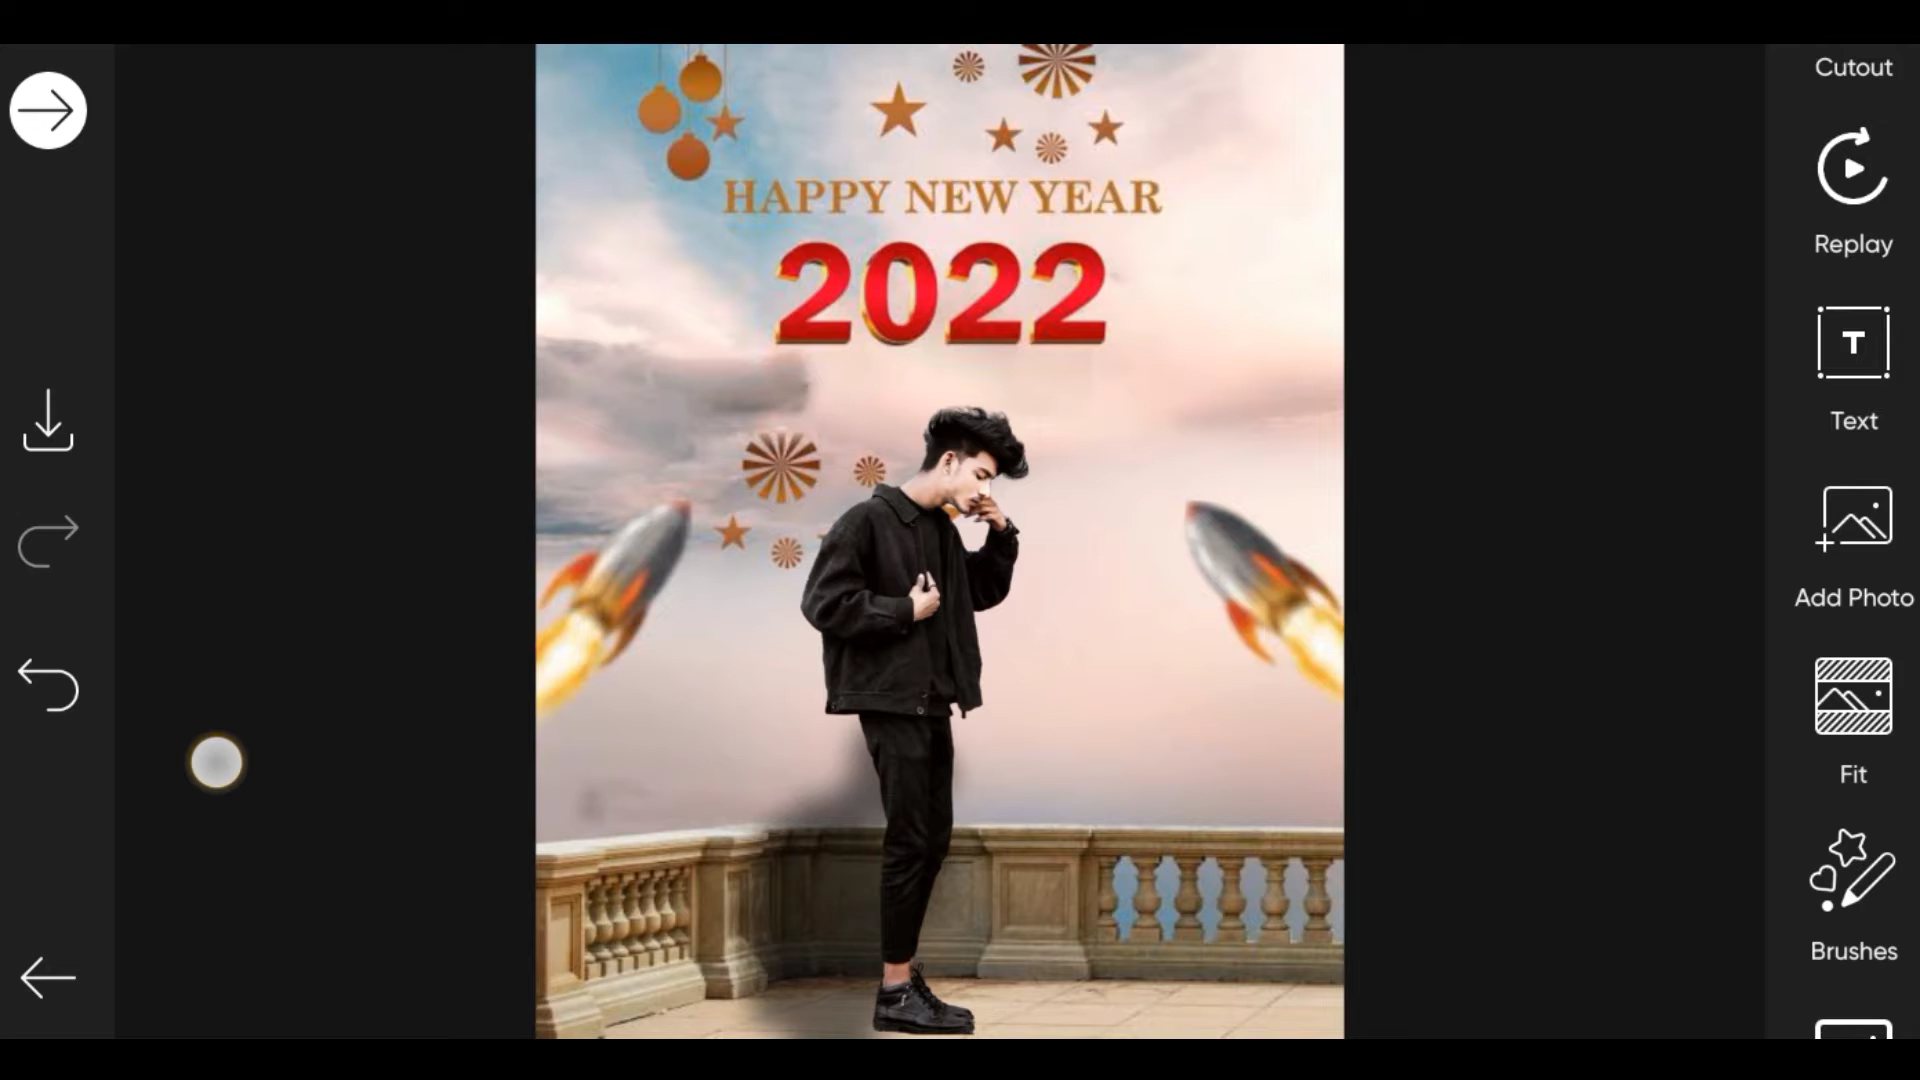 Cutout
Replay
T
Text
Add Photo
Fit
Brushes
HAPPY NEW YEAR
2022